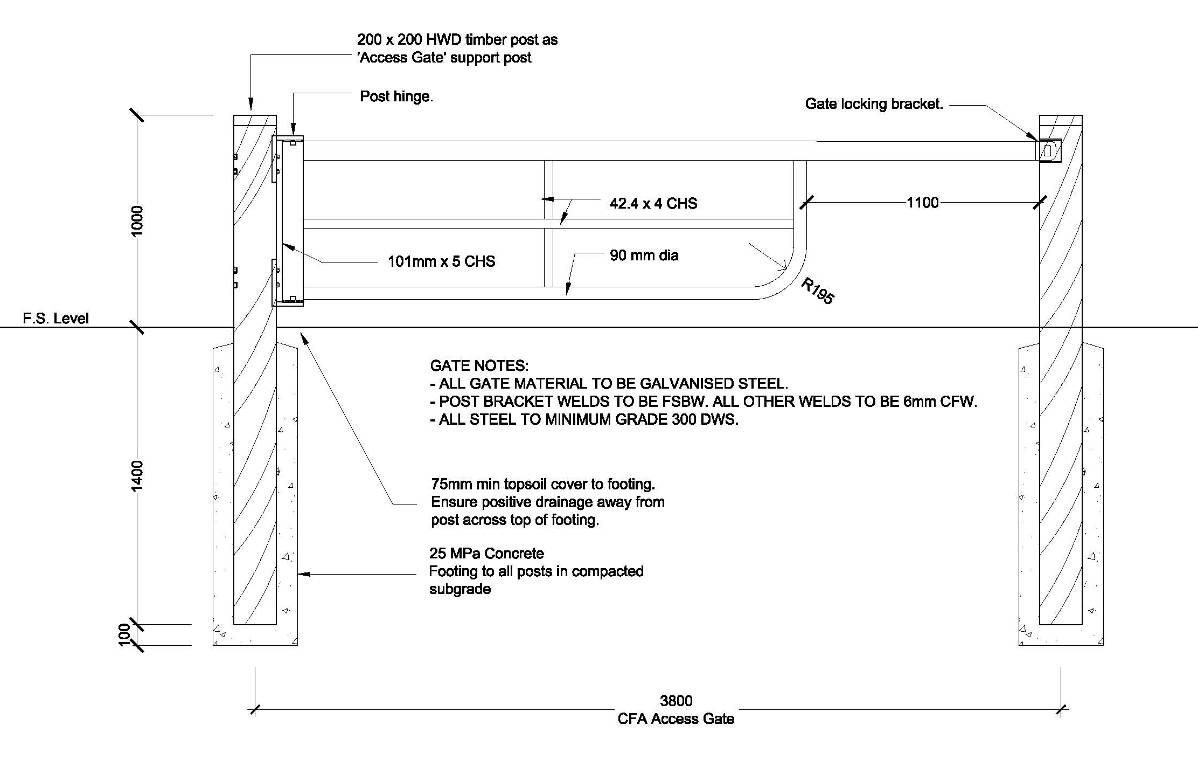 200 x 200 HWD timber post as
'Access Gate' support post
Post hinge.
Gate locking bracket.
1000
42.4 x 4 CHS
1100
101mm x 5 CHS
90 mm dia
R195
F.S. Level
GATE NOTES:
- ALL GATE MATERIAL TO BE GALVANISED STEEL.
- POST BRACKET WELDS TO BE FSBW. ALL OTHER WELDS TO BE 6mm CFW.
- ALL STEEL TO MINIMUM GRADE 300 DWS.
1400
75mm min topsoil cover to footing.
Ensure positive drainage away from
post across top of footing.
25 MPa Concrete
Footing to all posts in compacted
subgrade
100
3800
CFA Access Gate